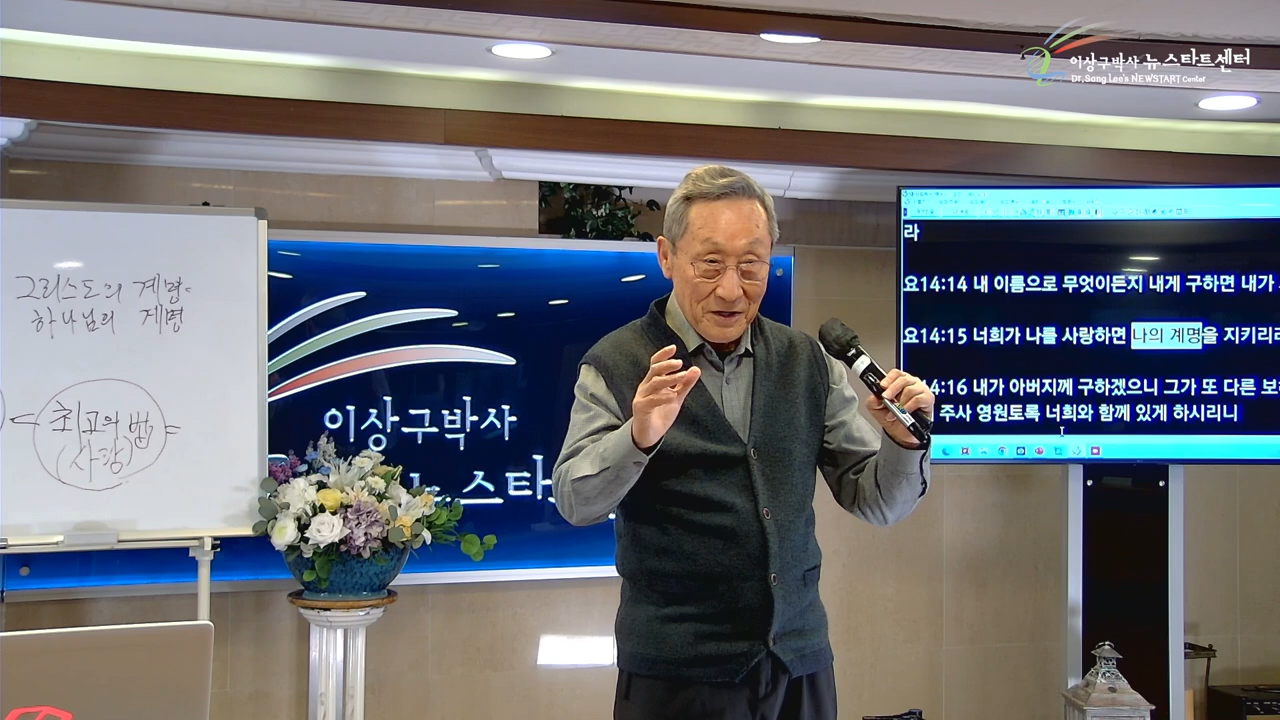 이상구박사 뉴스타트센터
Dr. Sang Lee's NEWSTART Center
그리스도의 계명=
하나님의 계명
최고의 법
(사랑)
이상구박사
뉴스타
라
요14:14 내 이름으로 무엇이든지 내게 구하면 내가
요14:15 너희가 나를 사랑하면 나의 계명을 지키리라
14:16 내가 아버지께 구하겠으니 그가 또 다른 보
주사 영원토록 너희와 함께 있게 하시리니